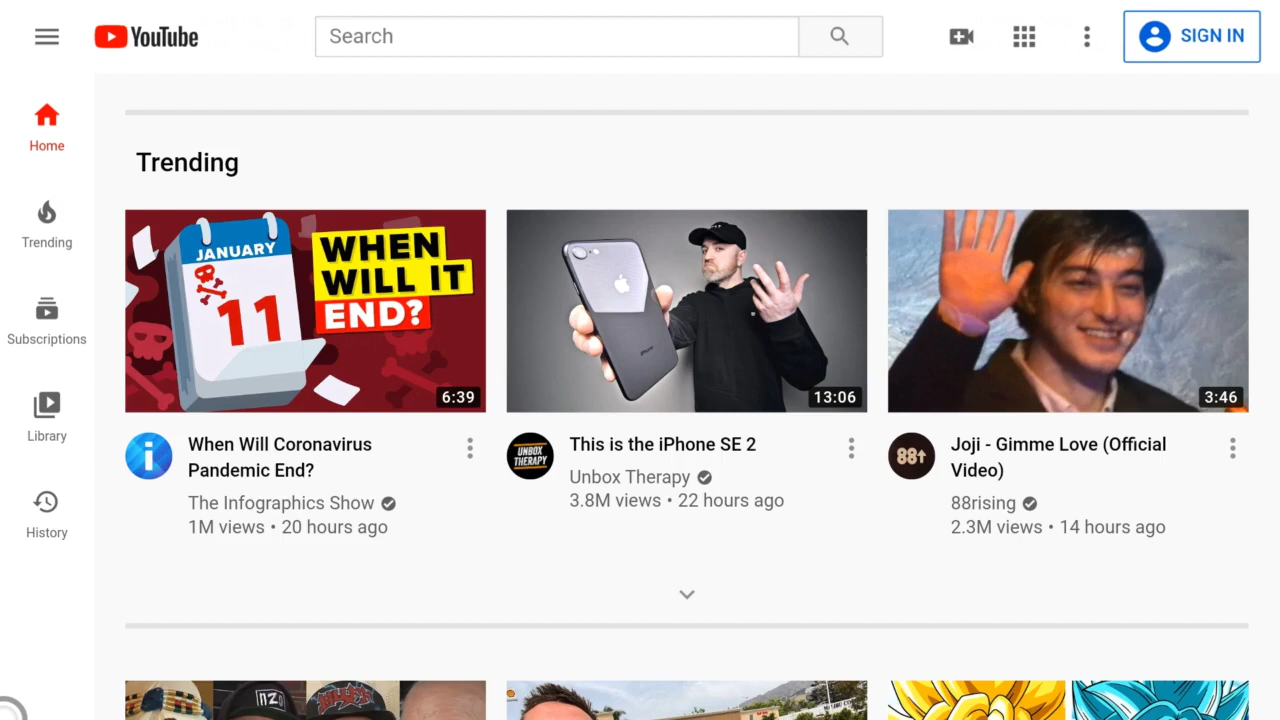 YouTube
Search
SIGN IN
Home
Trending
Subscriptions
Library
History
Trending
JANUARY
11
WHEN
WILL IT
END?
6:39
When Will Coronavirus
Pandemic End?
The Infographics Show
1M views • 20 hours ago
iPhone
13:06
UNBOX
THERAPY
This is the iPhone SE 2
Unbox Therapy
3.8M views • 22 hours ago
3:46
88↑
Joji - Gimme Love (Official
Video)
88rising
2.3M views • 14 hours ago